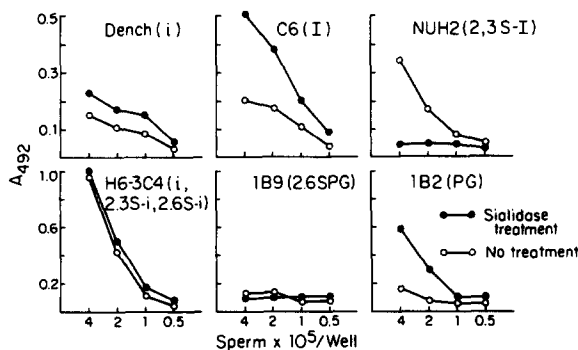 Dench (i)
C6 (I)
NUH2 (2,3S-I)
0.5
0.3
0.1
A492
H6-3C4 (i,
2.3S-i, 2.6S-i)
1B9 (2.6SPG)
1B2 (PG)
1.0
0.6
0.2
Sialidase
treatment
No treatment
4 2 1 0.5
4 2 1 0.5
4 2 1 0.5
Sperm x 105/Well